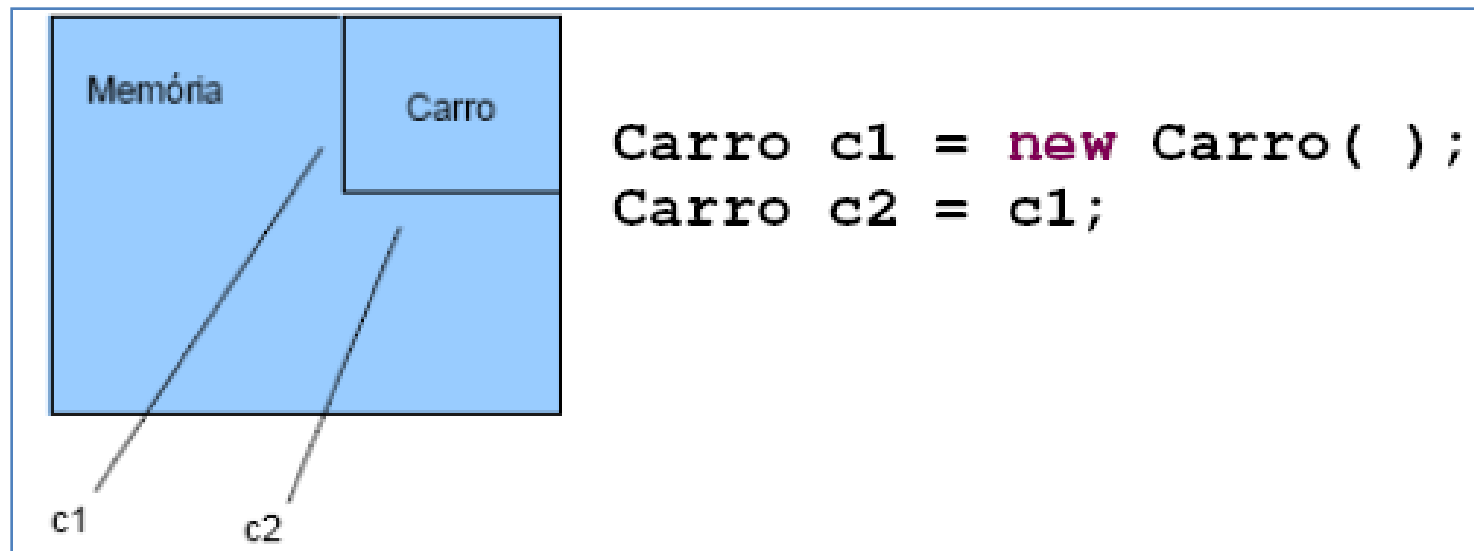 Memória
Carro
Carro c1 = new Carro( );
Carro c2 = c1;
c1
c2